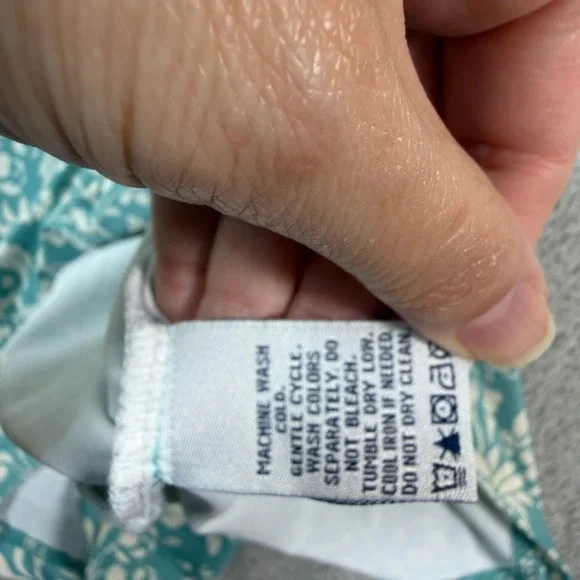 MACHINE WASH
COLD.
GENTLE CYCLE.
WASH COLORS
SEPARATELY. DO
NOT BLEACH.
TUMBLE DRY LOW.
COOL IRON IF NEEDED.
DO NOT DRY CLEAN